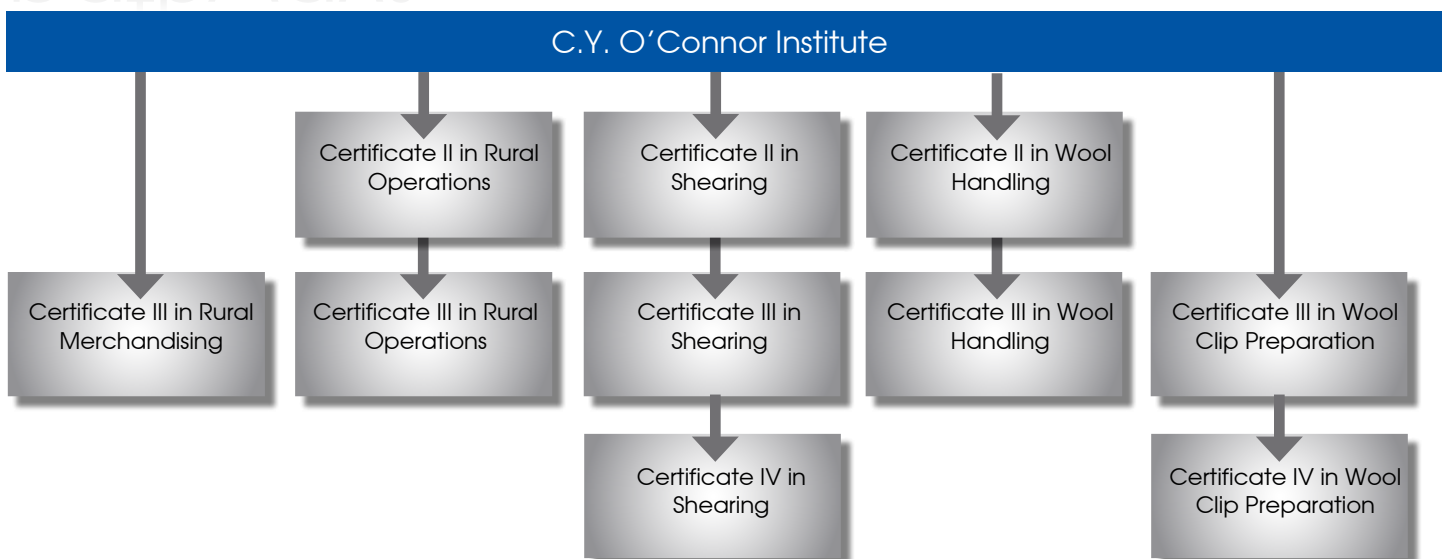 C.Y. O'Connor Institute
Certificate II in Rural
Operations
Certificate II in
Shearing
Certificate II in Wool
Handling
Certificate III in Rural
Merchandising
Certificate III in Rural
Operations
Certificate III in
Shearing
Certificate III in Wool
Handling
Certificate III in Wool
Clip Preparation
Certificate IV in
Shearing
Certificate IV in Wool
Clip Preparation